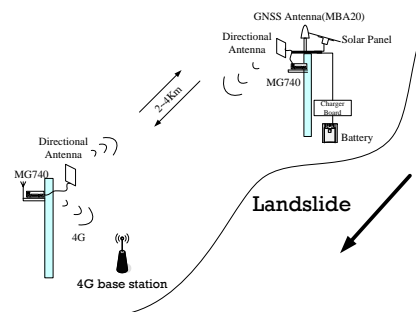 GNSS Antenna(MBA20)
Directional
Antenna
Solar Panel
MG740
Charger
Board
Battery
2~4Km
Directional
Antenna
MG740
4G
4G base station
Landslide